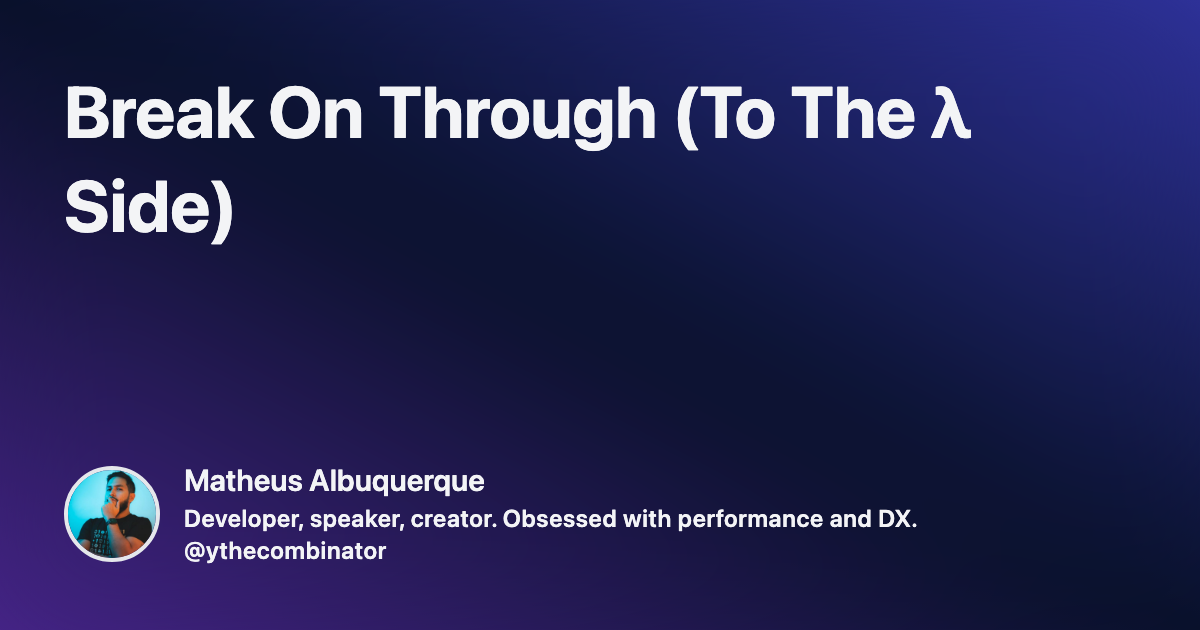 Break On Through (To The λ
Side)
Matheus Albuquerque
Developer, speaker, creator. Obsessed with performance and DX.
@ythecombinator